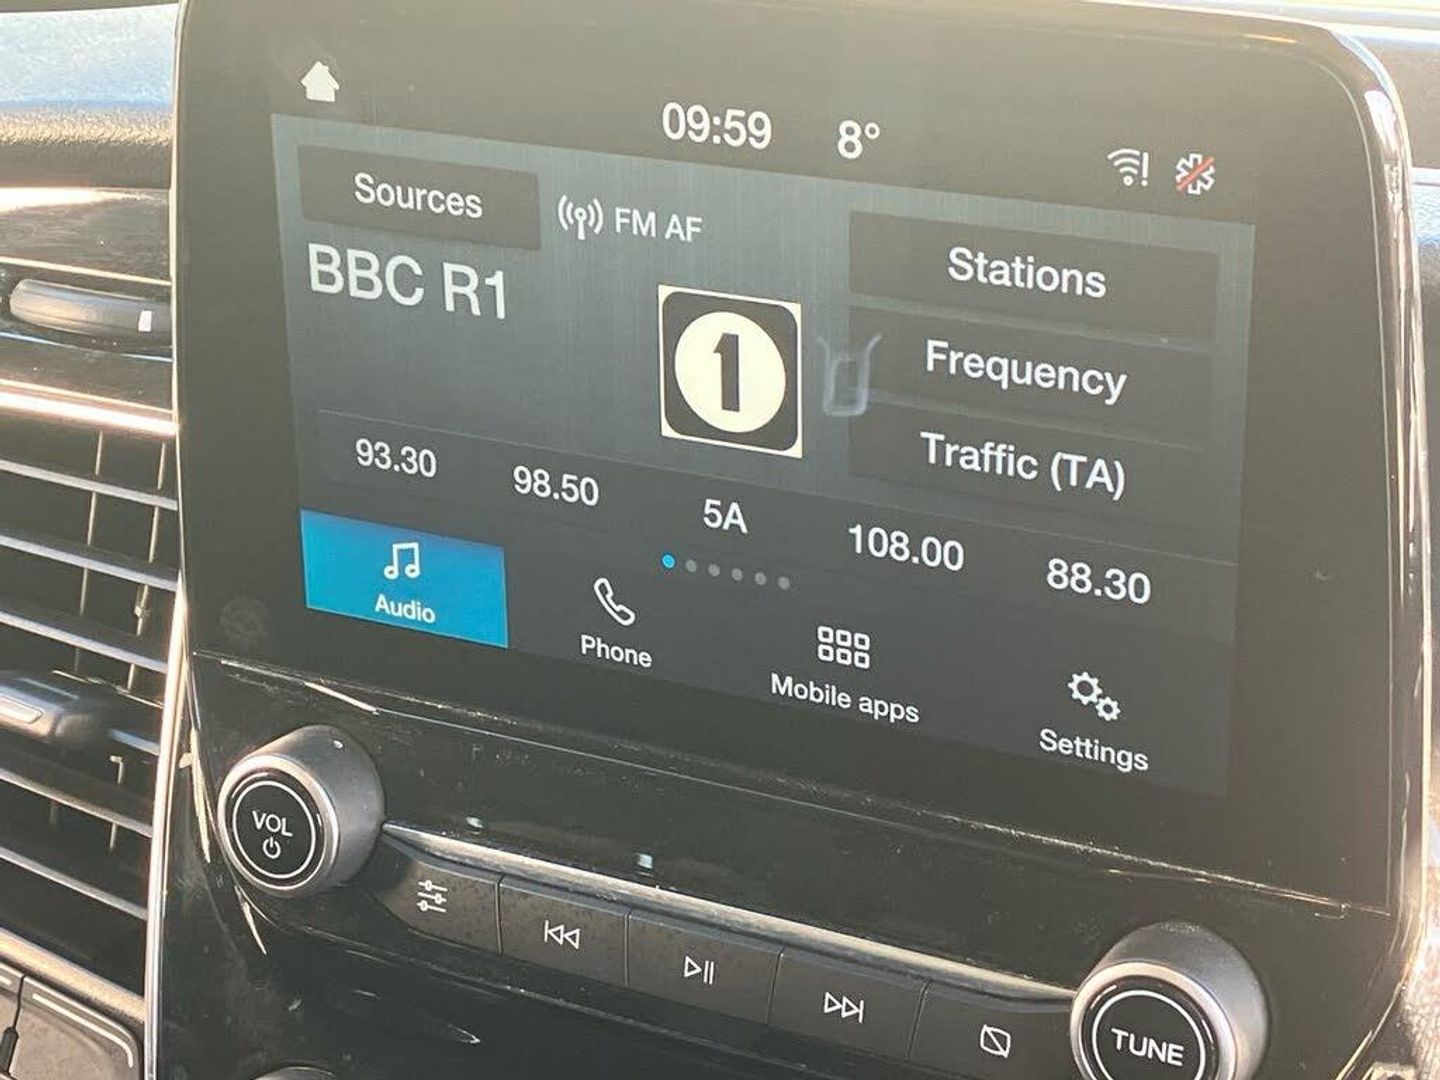 09:59 8°
Sources FM AF
BBC R1
1
Stations
Frequency
Traffic (TA)
93.30 98.50 5A 108.00 88.30
Audio Phone Mobile apps Settings
VOL
TUNE